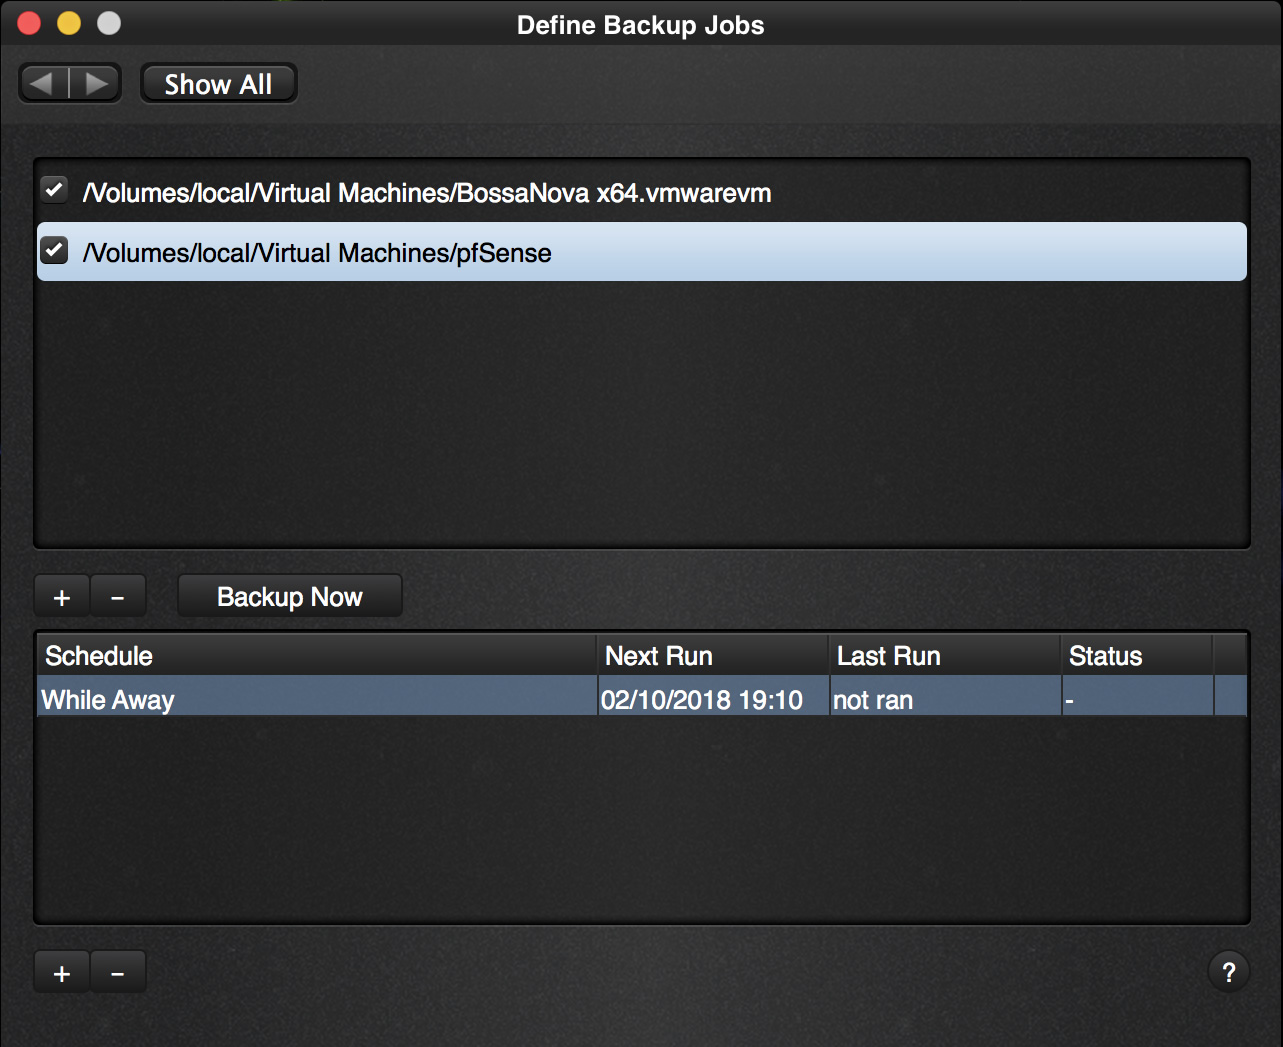 Define Backup Jobs
Show All
/Volumes/local/Virtual Machines/BossaNova x64.vmwarevm
/Volumes/local/Virtual Machines/pfSense
+ - Backup Now
Schedule Next Run Last Run Status
While Away 02/10/2018 19:10 not ran -
+ - ?